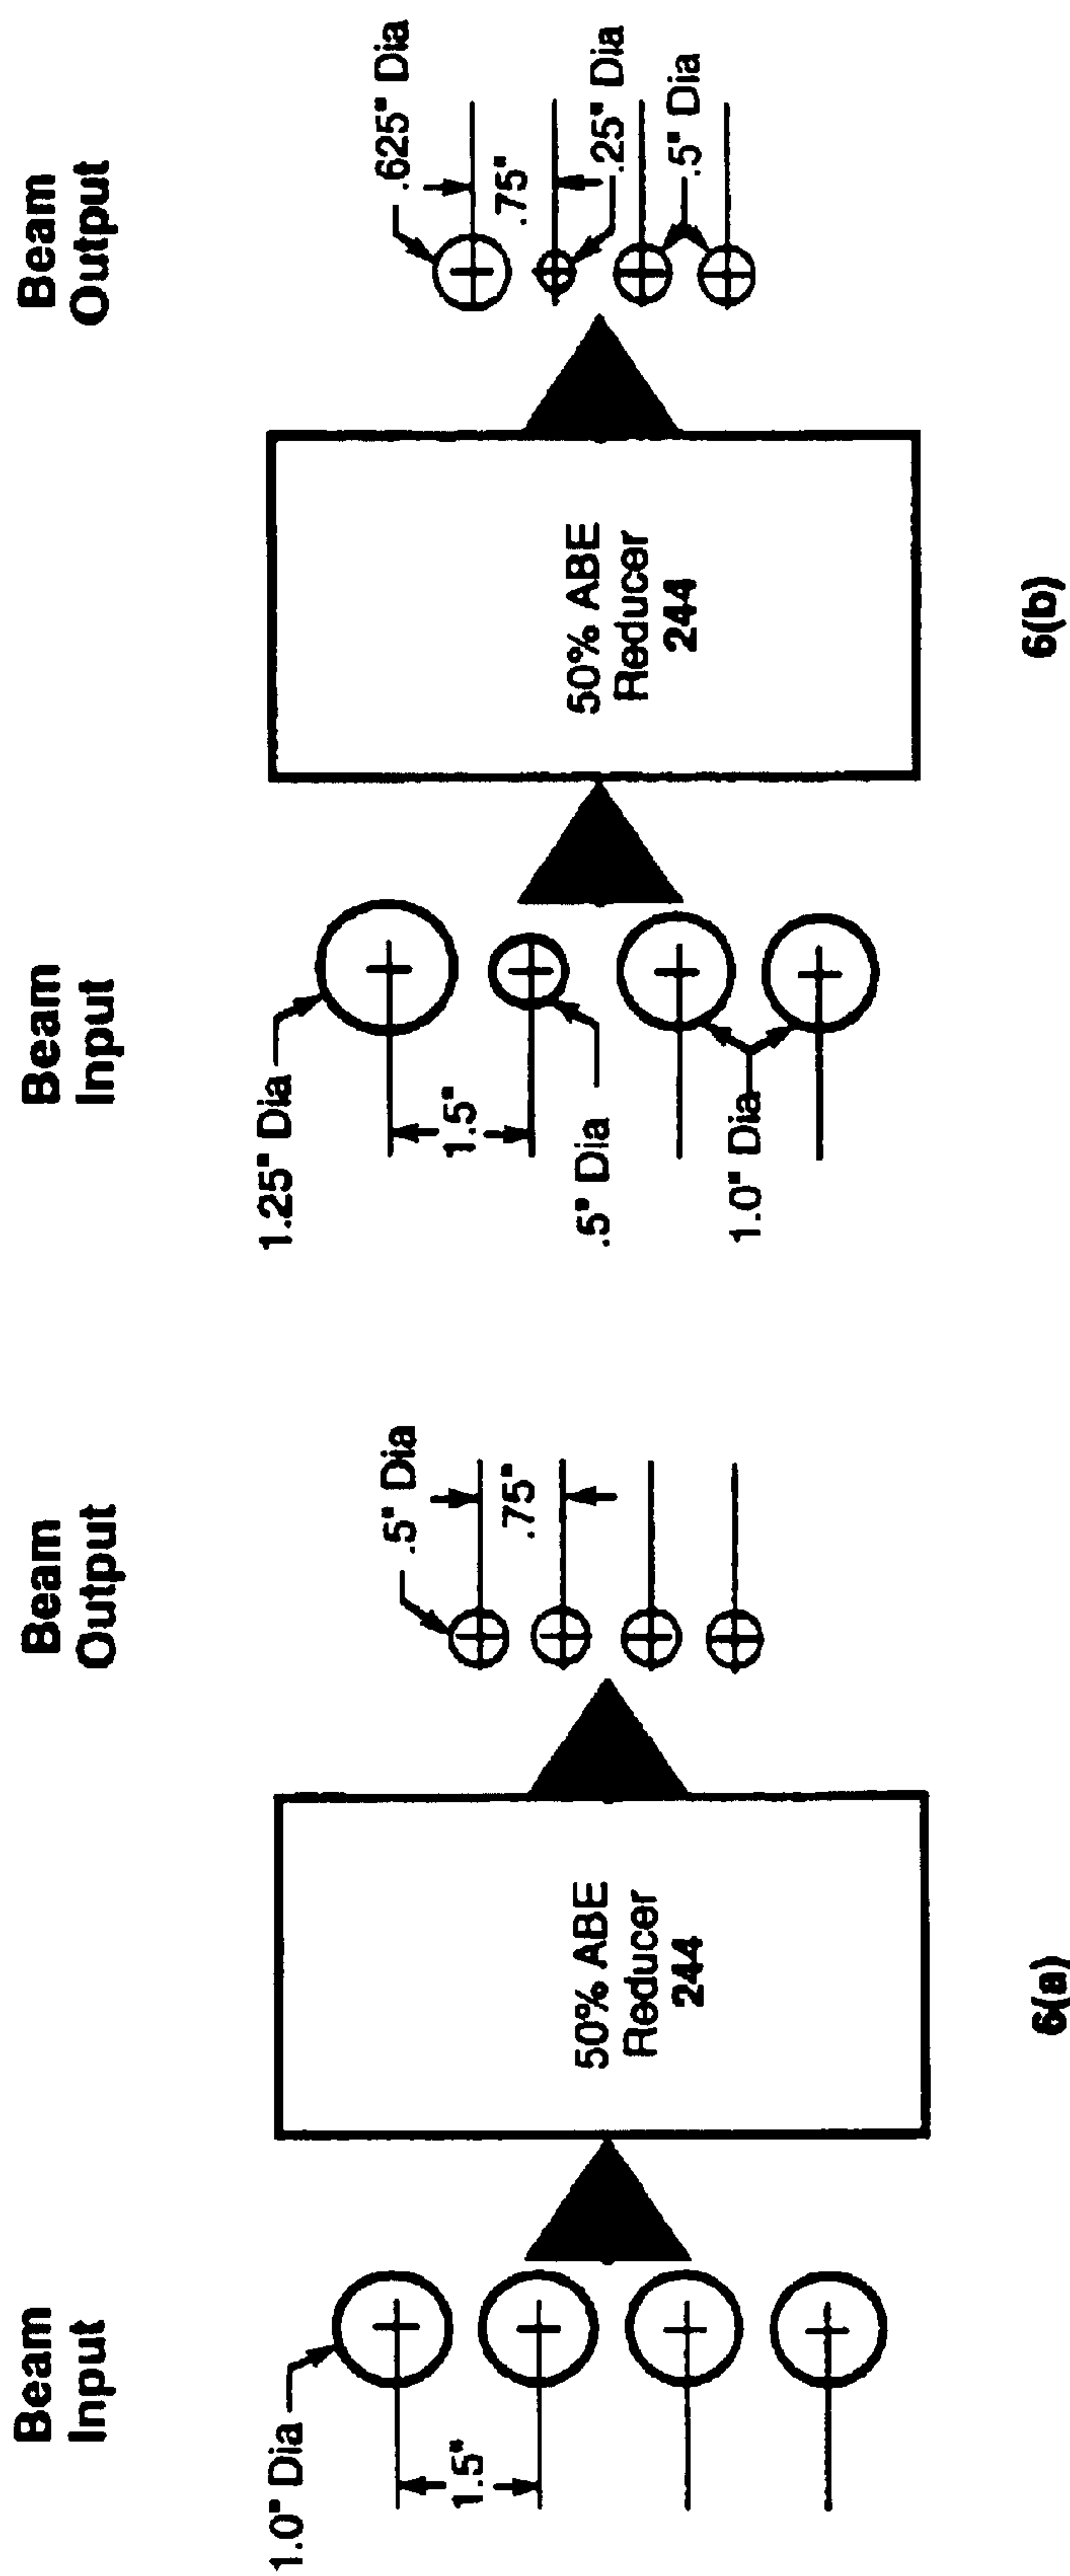 Beam
Input
Beam
Output
1.0" Dia
1.5"
50% ABE
Reducer
244
.5" Dia
.75"
6(a)
Beam
Input
Beam
Output
1.25" Dia
1.5"
.5" Dia
1.0" Dia
50% ABE
Reducer
244
.625" Dia
.75"
.25" Dia
.5" Dia
6(b)